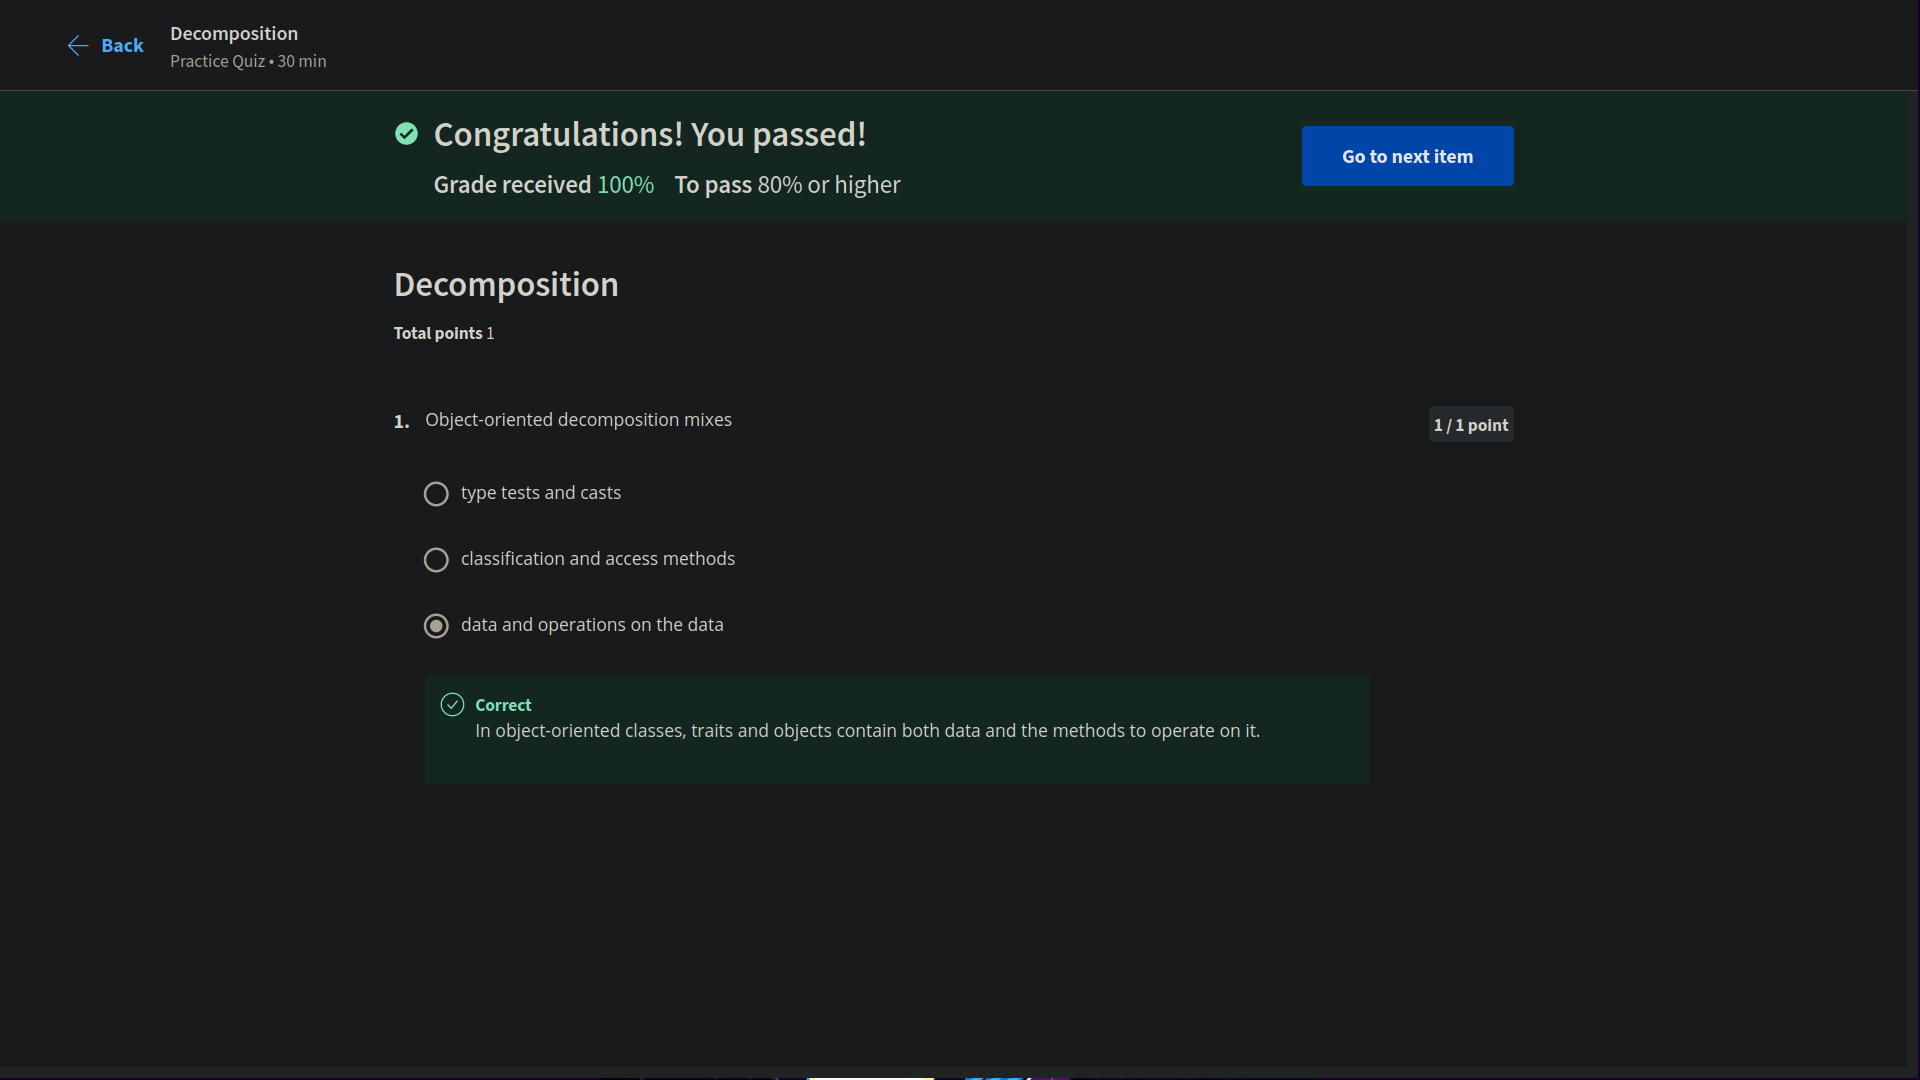 Back
Decomposition
Practice Quiz • 30 min
Congratulations! You passed!
Grade received 100% To pass 80% or higher
Go to next item
Decomposition
Total points 1
1. Object-oriented decomposition mixes
1 / 1 point
type tests and casts
classification and access methods
data and operations on the data
Correct
In object-oriented classes, traits and objects contain both data and the methods to operate on it.